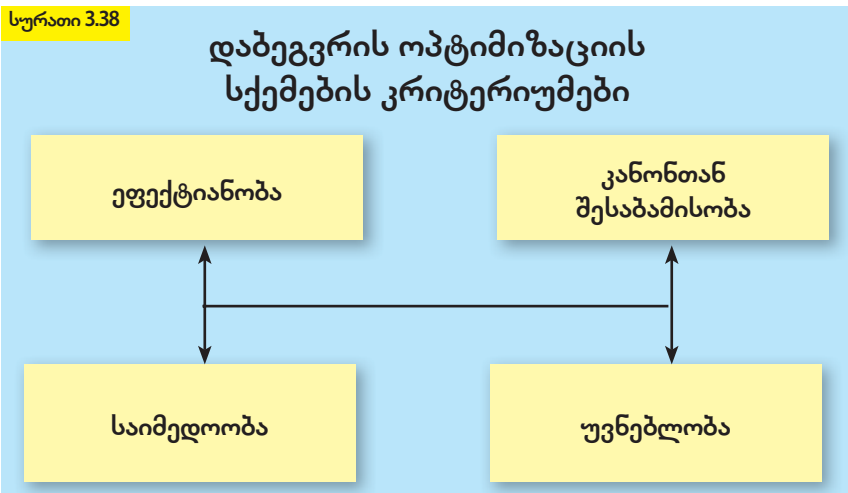 სურათი 3.38
დაბეგვრის ოპტიმიზაციის
სქემების კრიტერიუმები
ეფექტიანობა
კანონთან
შესაბამისობა
საიმედოობა
უვნებლობა